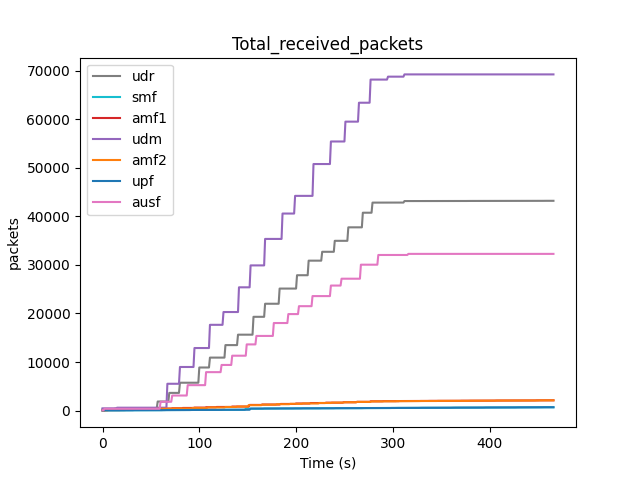 Total_received_packets
udr
smf
amf1
udm
amf2
upf
ausf
packets
70000
60000
50000
40000
30000
20000
10000
0
0 100 200 300 400
Time (s)